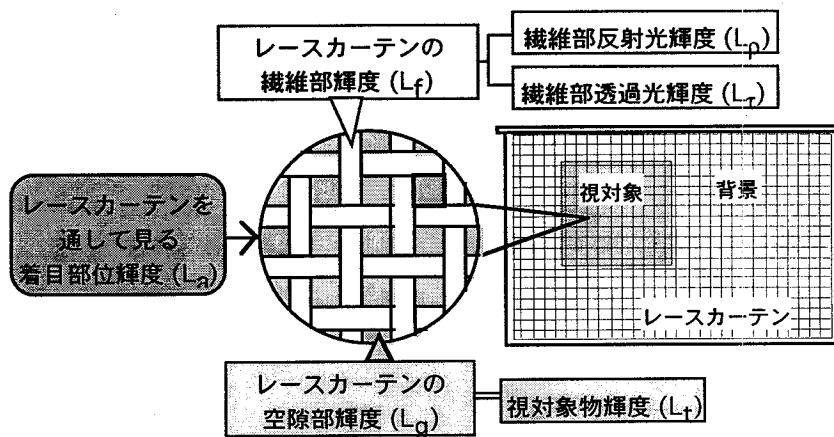 レースカーテンの
繊維部輝度 (Lf)
繊維部反射光輝度 (Lρ)
繊維部透過光輝度 (Lτ)
レースカーテンを
通して見る
着目部位輝度 (La)
視対象
背景
レースカーテン
レースカーテンの
空隙部輝度 (Lg)
視対象物輝度 (Lt)